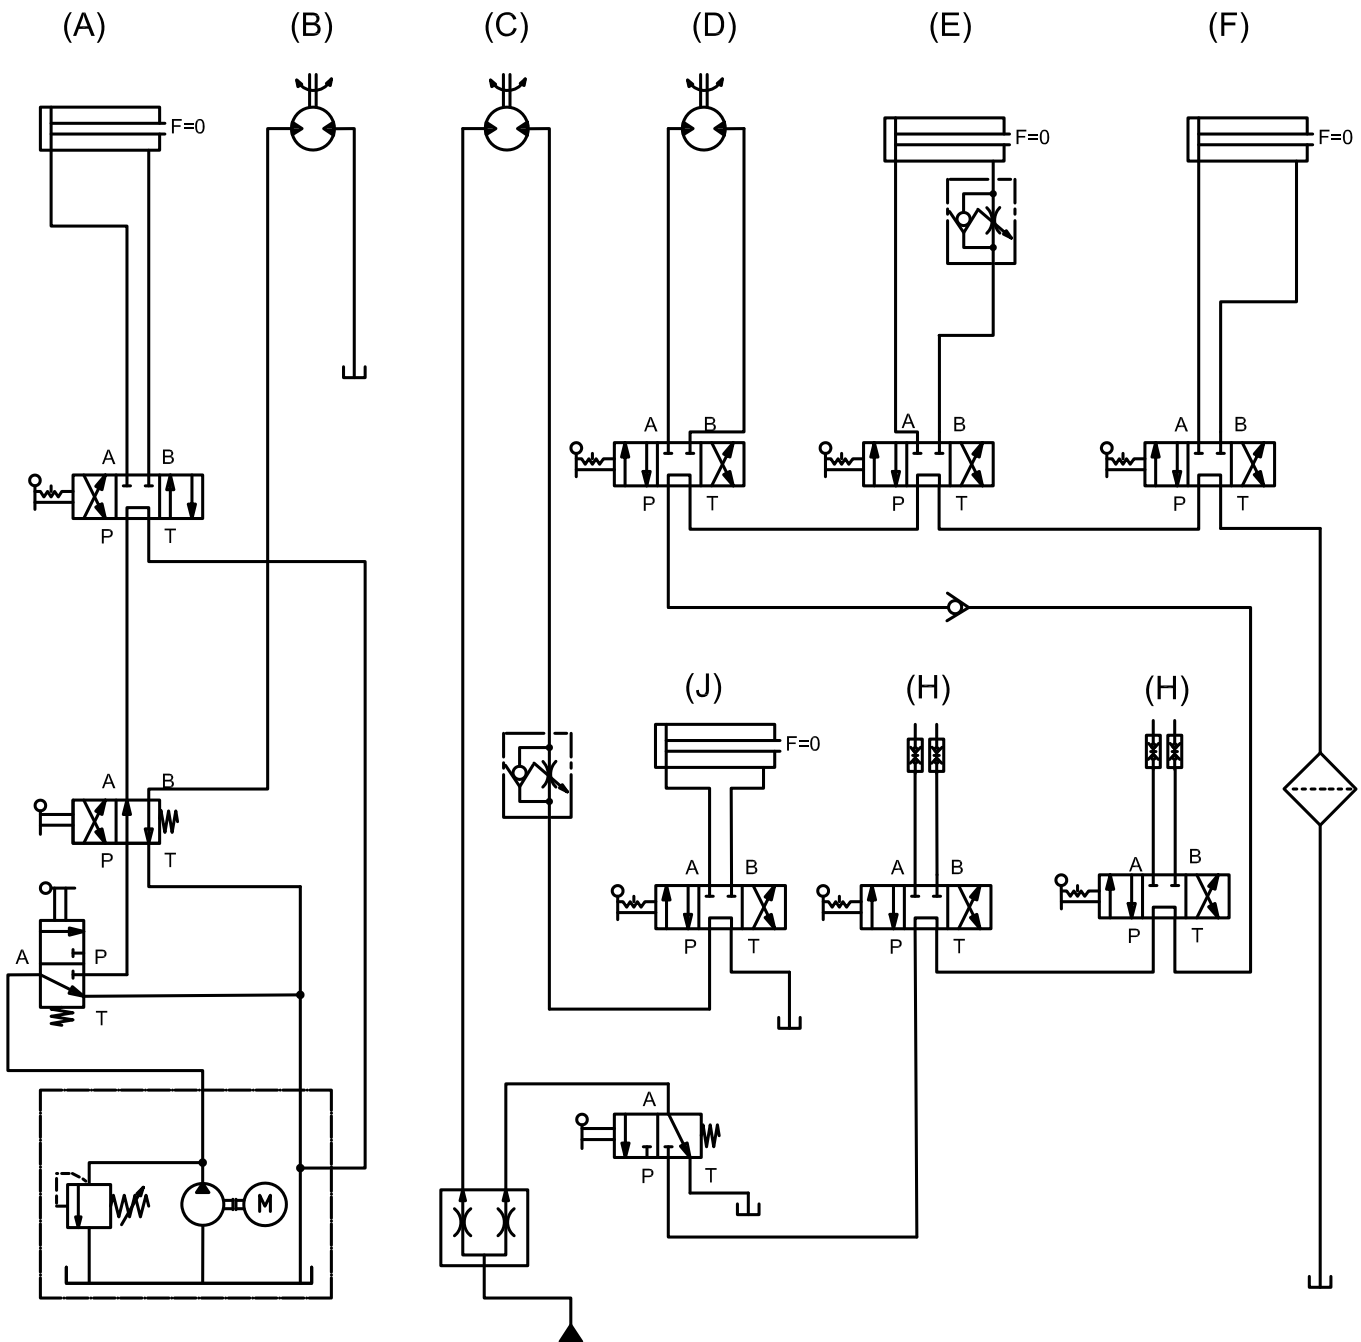 (A) (B) (C) (D) (E) (F)
F=0 F=0 F=0
A B A B A B
A B
P T P T P T
P T
(J) (H) (H)
F=0
A B
A B A B A B
P T P T P T P T
A P
T
A
P T
M